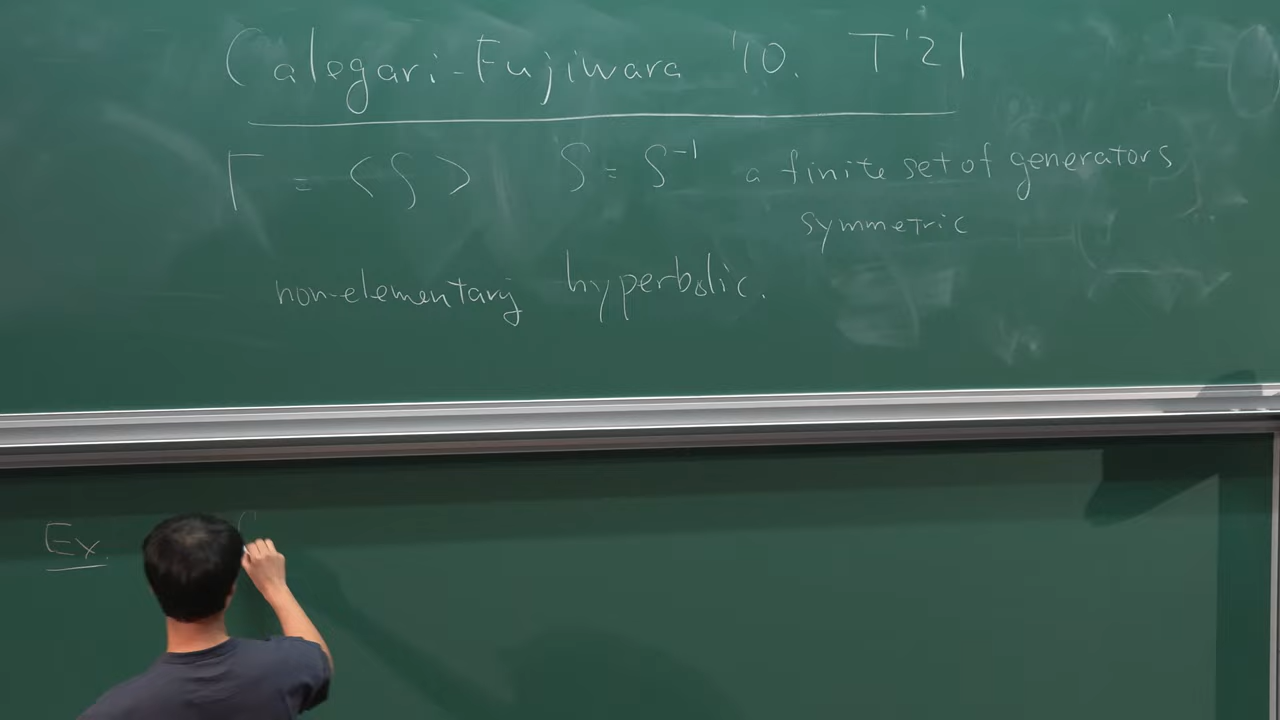 Calegari-Fujiwara '10. T'21
Γ = <S> S = S⁻¹ a finite set of generators
symmetric
non-elementary hyperbolic.
Ex.